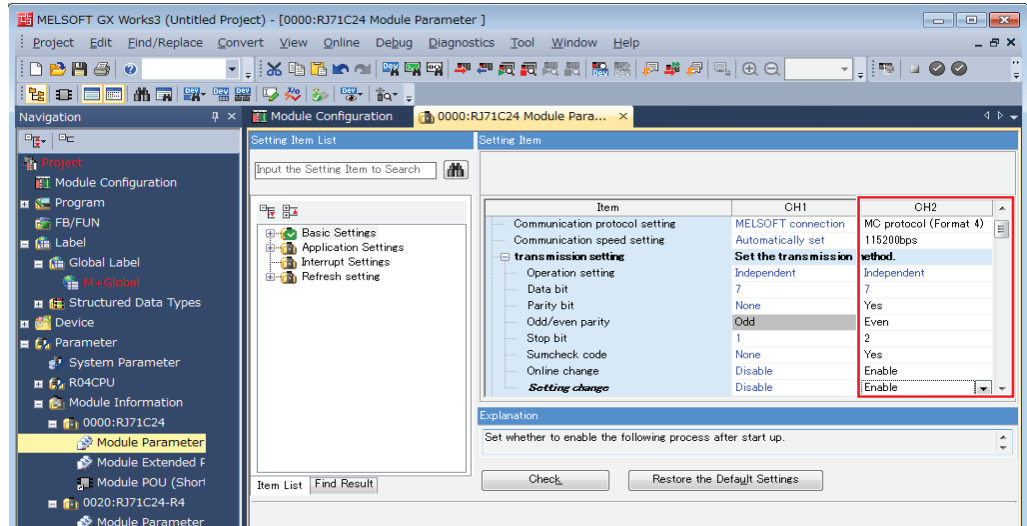 MELSOFT GX Works3 (Untitled Project) - [0000:RJ71C24 Module Parameter ]
Project Edit Find/Replace Convert View Online Debug Diagnostics Tool Window Help
Navigation
Module Configuration
0000:RJ71C24 Module Para...
Project
Module Configuration
Program
FB/FUN
Label
Global Label
M+Global
Structured Data Types
Device
Parameter
System Parameter
R04CPU
Module Information
0000:RJ71C24
Module Parameter
Module Extended P
Module POU (Short
0020:RJ71C24-R4
Module Parameter
Setting Item List
Input the Setting Item to Search
Basic Settings
Application Settings
Interrupt Settings
Refresh setting
Item List Find Result
Setting Item
Item CH1 CH2
Communication protocol setting MELSOFT connection MC protocol (Format 4)
Communication speed setting Automatically set 115200bps
transmission setting Set the transmission method.
Operation setting Independent Independent
Data bit 7 7
Parity bit None Yes
Odd/even parity Odd Even
Stop bit 1 2
Sumcheck code None Yes
Online change Disable Enable
Setting change Disable Enable
Explanation
Set whether to enable the following process after start up.
Check Restore the Default Settings